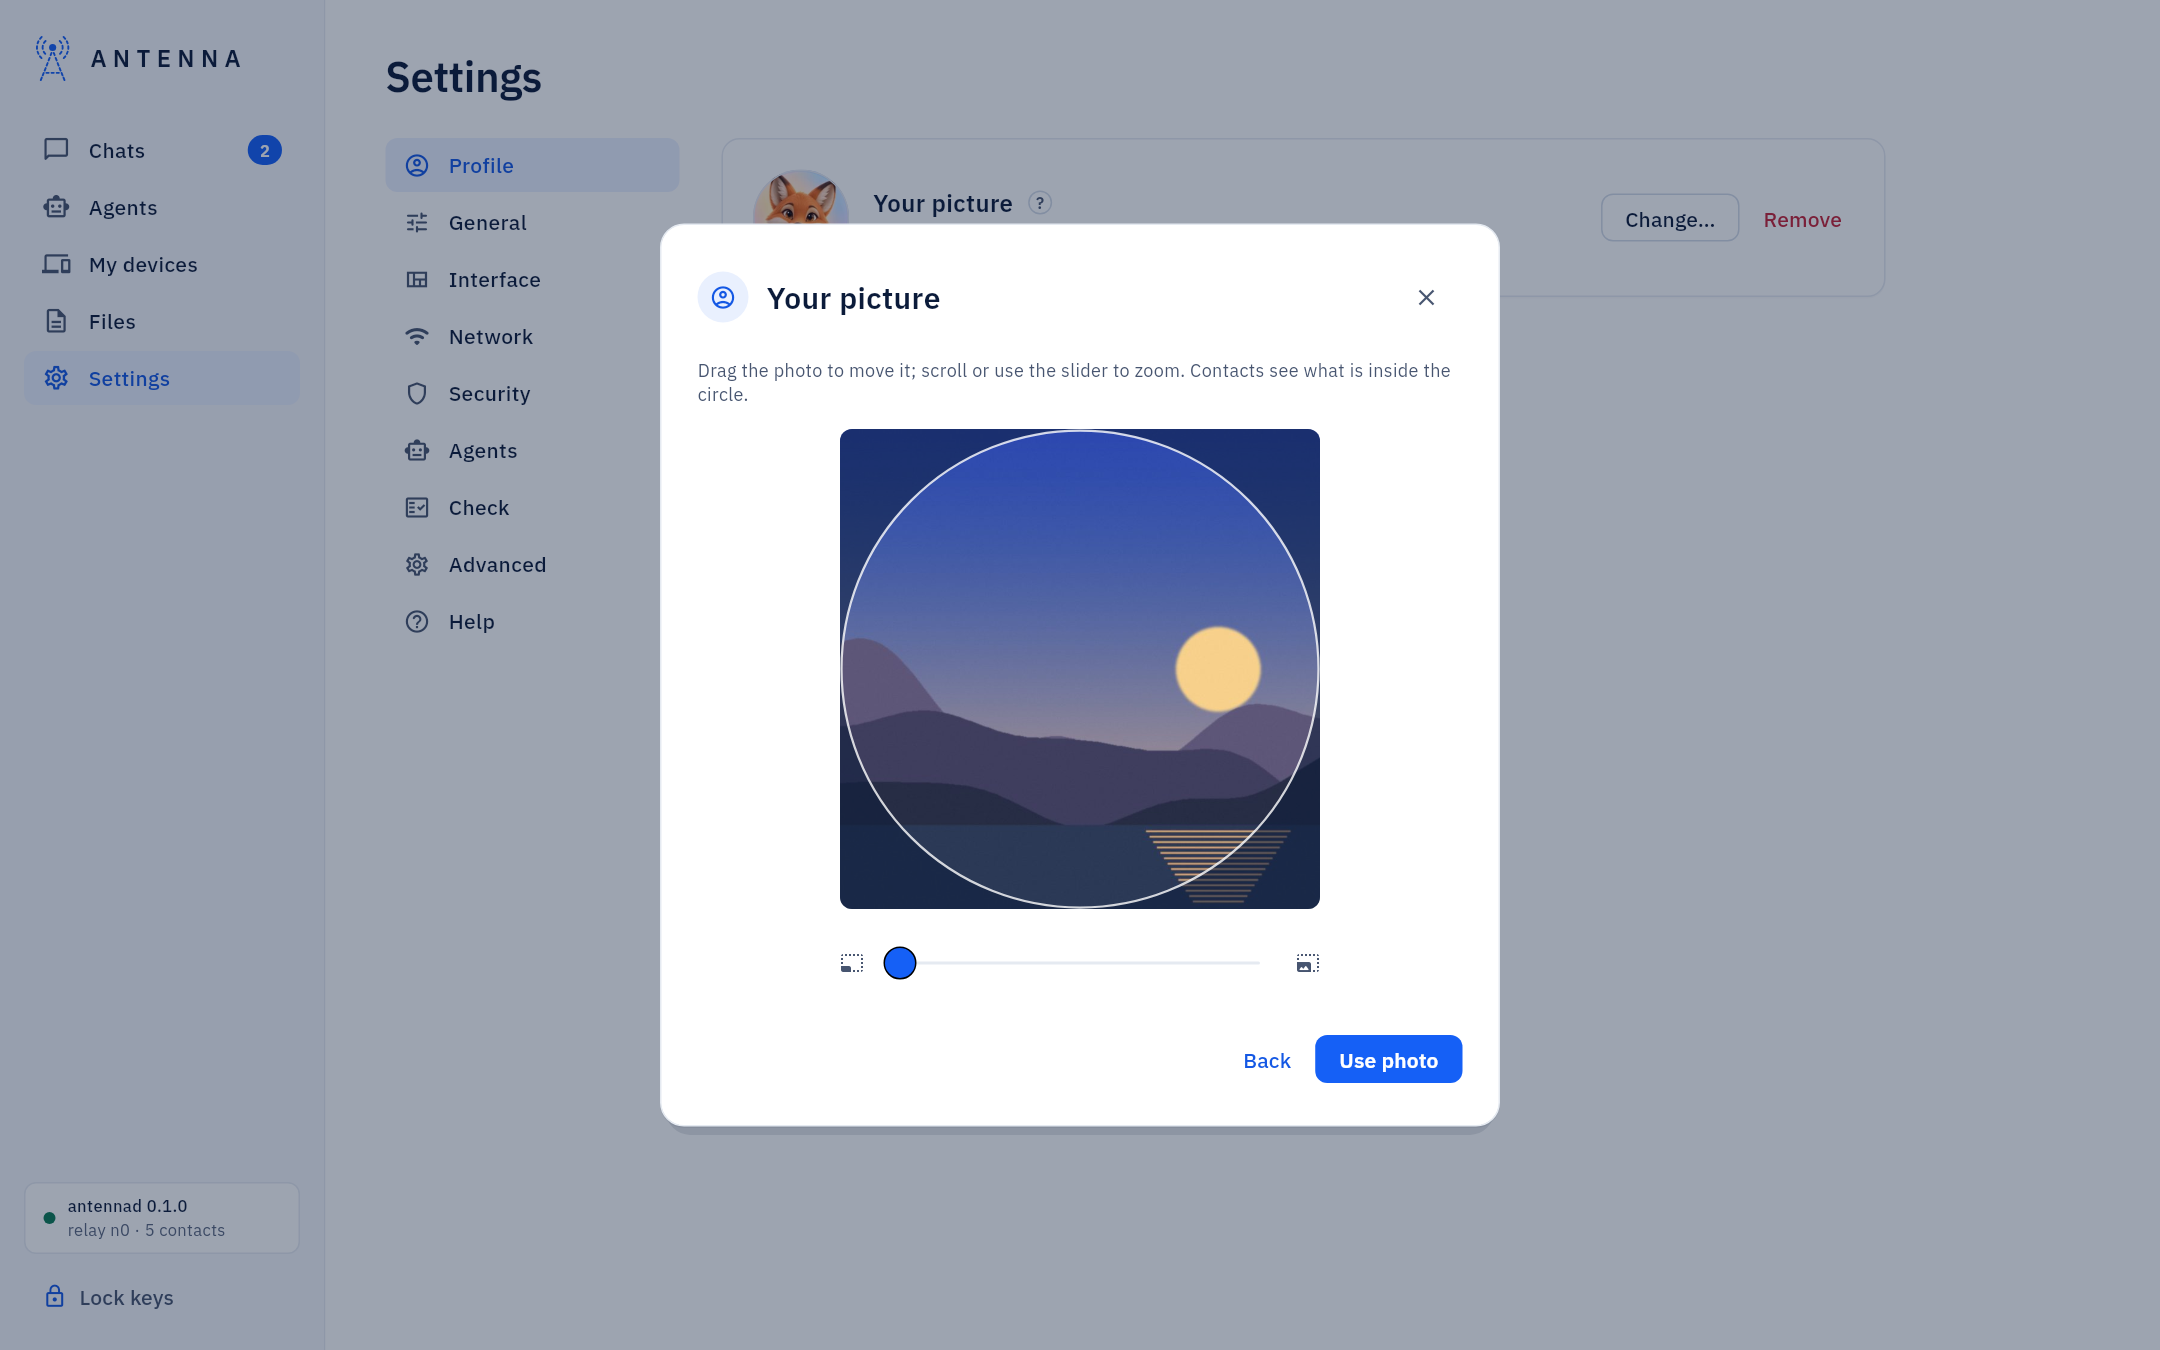 ANTENNA
Chats
2
Agents
My devices
Files
Settings
antennad 0.1.0
relay n0 · 5 contacts
Lock keys
Settings
Profile
General
Interface
Network
Security
Agents
Check
Advanced
Help
Your picture
?
Change...
Remove
Your picture
Drag the photo to move it; scroll or use the slider to zoom. Contacts see what is inside the
circle.
Back
Use photo